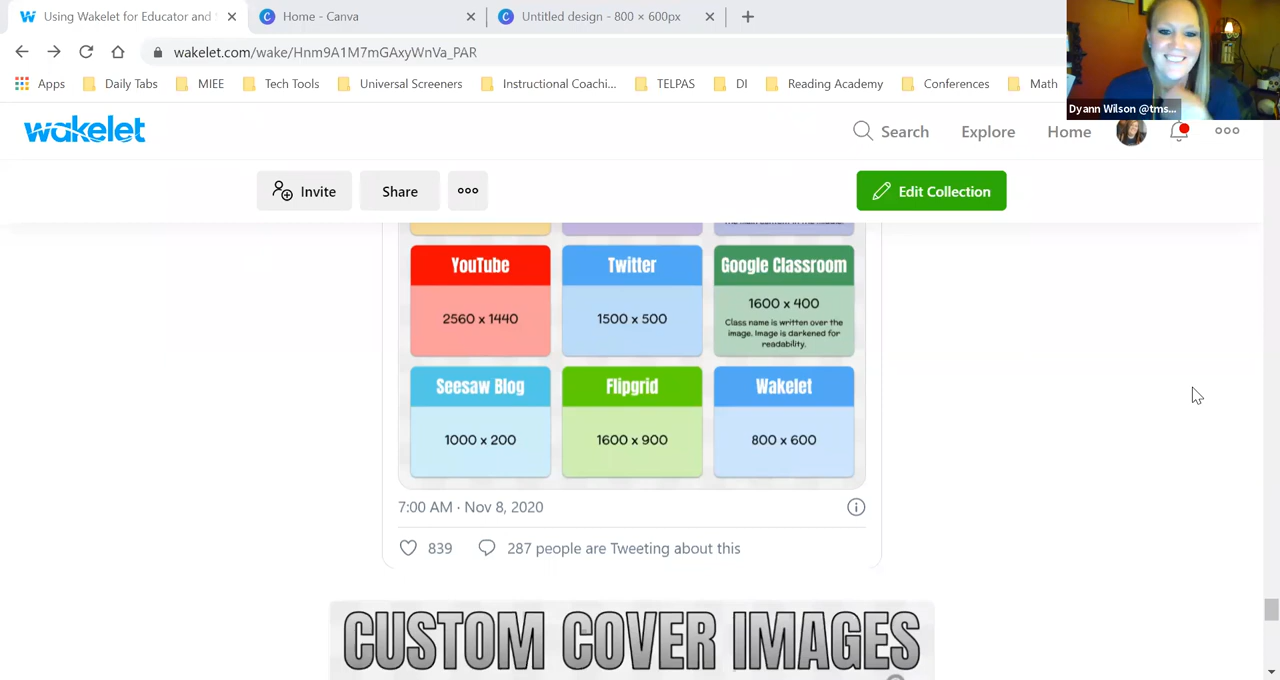 Using Wakelet for Educator and
Home - Canva
Untitled design - 800 × 600px
wakelet.com/wake/Hnm9A1M7mGAxyWnVa_PAR
Apps
Daily Tabs
MIEE
Tech Tools
Universal Screeners
Instructional Coachi...
TELPAS
DI
Reading Academy
Conferences
Math
Dyann Wilson @tms...
wakelet
Search
Explore
Home
Invite
Share
Edit Collection
YouTube
2560 x 1440
Twitter
1500 x 500
Google Classroom
1600 x 400
Class name is written over the
image. Image is darkened for
readability.
Seesaw Blog
1000 x 200
Flipgrid
1600 x 900
Wakelet
800 x 600
7:00 AM · Nov 8, 2020
839
287 people are Tweeting about this
CUSTOM COVER IMAGES